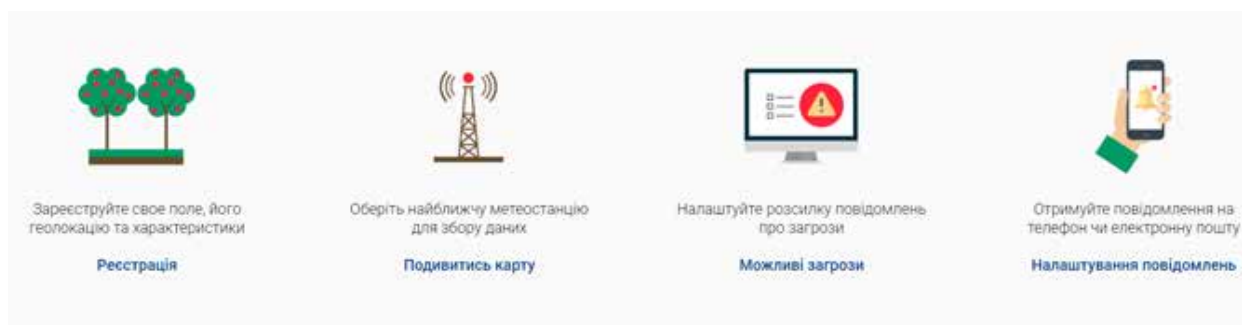 Зареєструйте свое поле, його
геолокацію та характеристики
Реєстрація
Оберіть найближчу метеостанцію
для збору даних
Подивитись карту
Налаштуйте розсилку повідомлень
про загрози
Можливі загрози
Отримуйте повідомлення на
телефон чи електронну пошту
Налаштування повідомлень